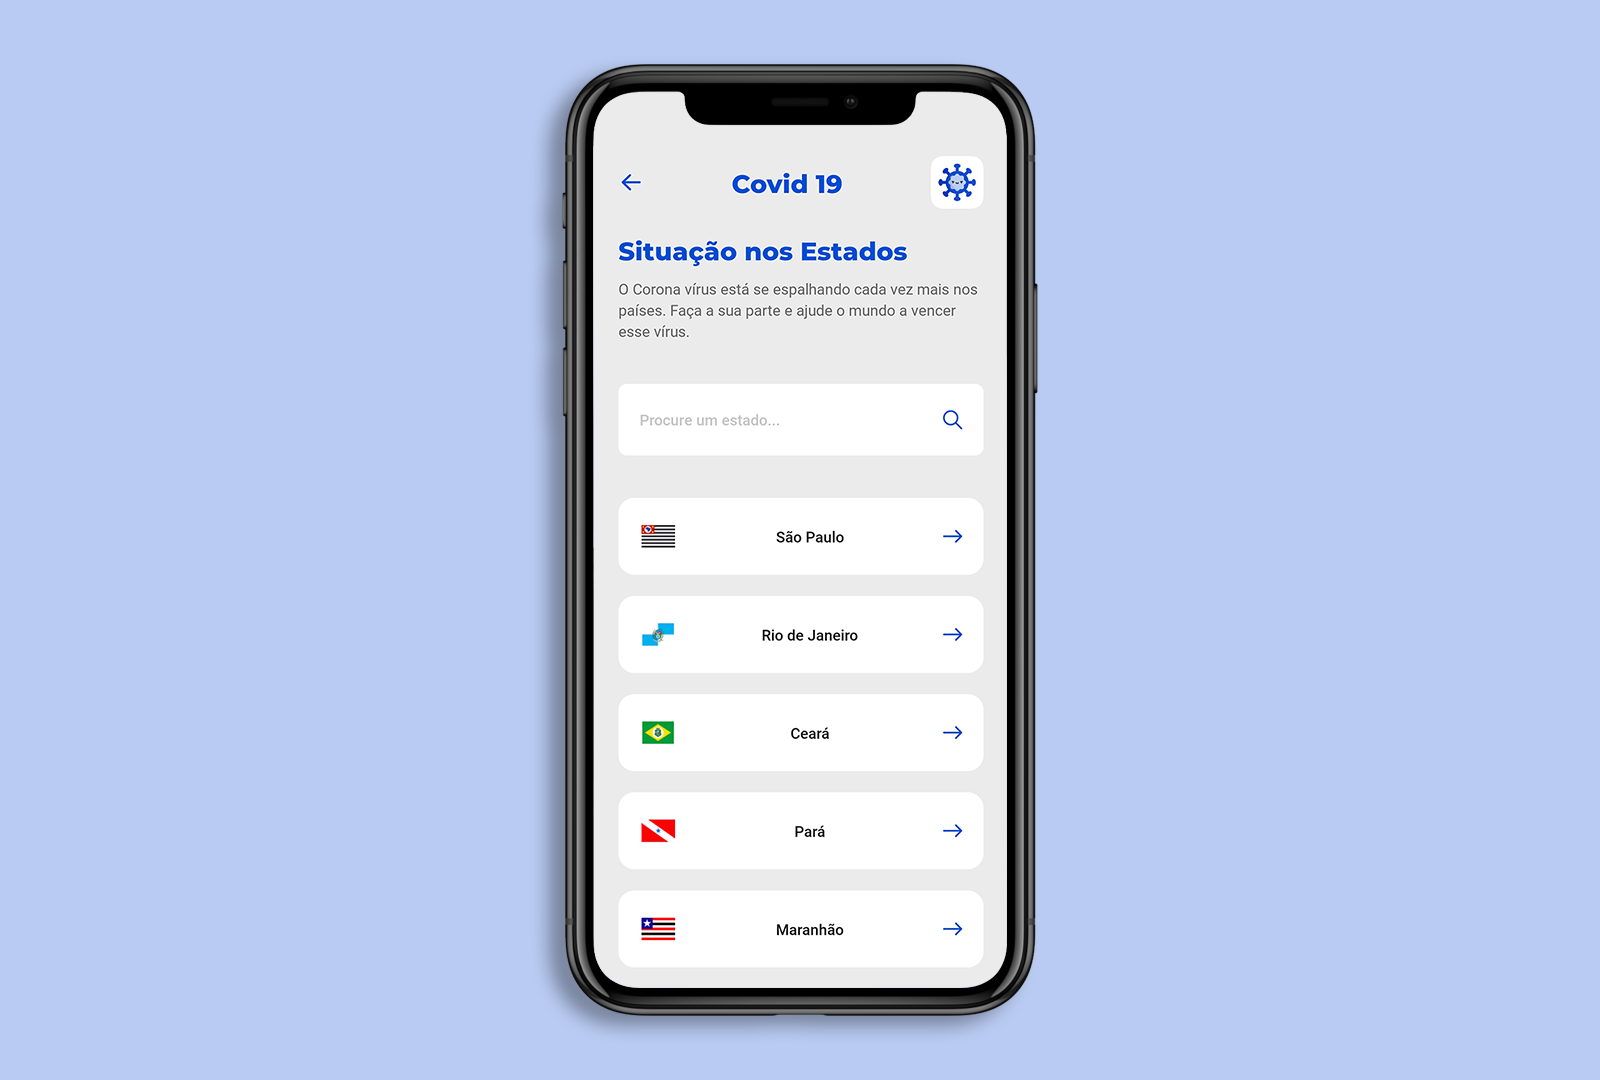 Covid 19
Situação nos Estados
O Corona vírus está se espalhando cada vez mais nos
países. Faça a sua parte e ajude o mundo a vencer
esse vírus.
Procure um estado...
São Paulo
Rio de Janeiro
Ceará
Pará
Maranhão